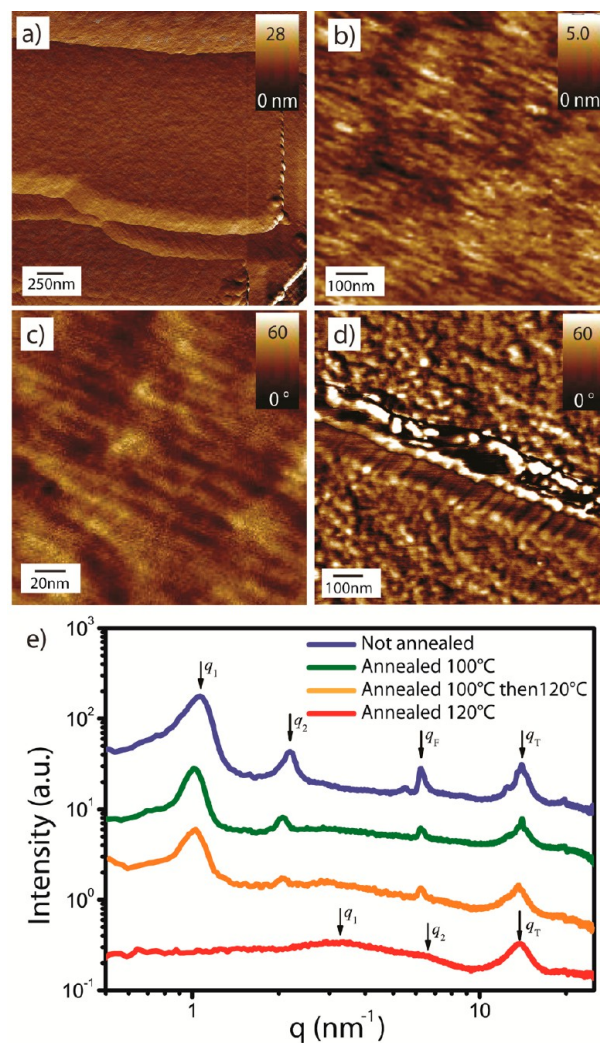 a)
28
0 nm
250nm
b)
5.0
0 nm
100nm
c)
60
0 °
20nm
d)
60
0 °
100nm
e)
10³
10²
10¹
10⁰
10⁻¹
Intensity (a.u.)
Not annealed
Annealed 100°C
Annealed 100°C then120°C
Annealed 120°C
q₁
q₂
q_F
q_T
q₁
q₂
q_T
1
10
q (nm⁻¹)